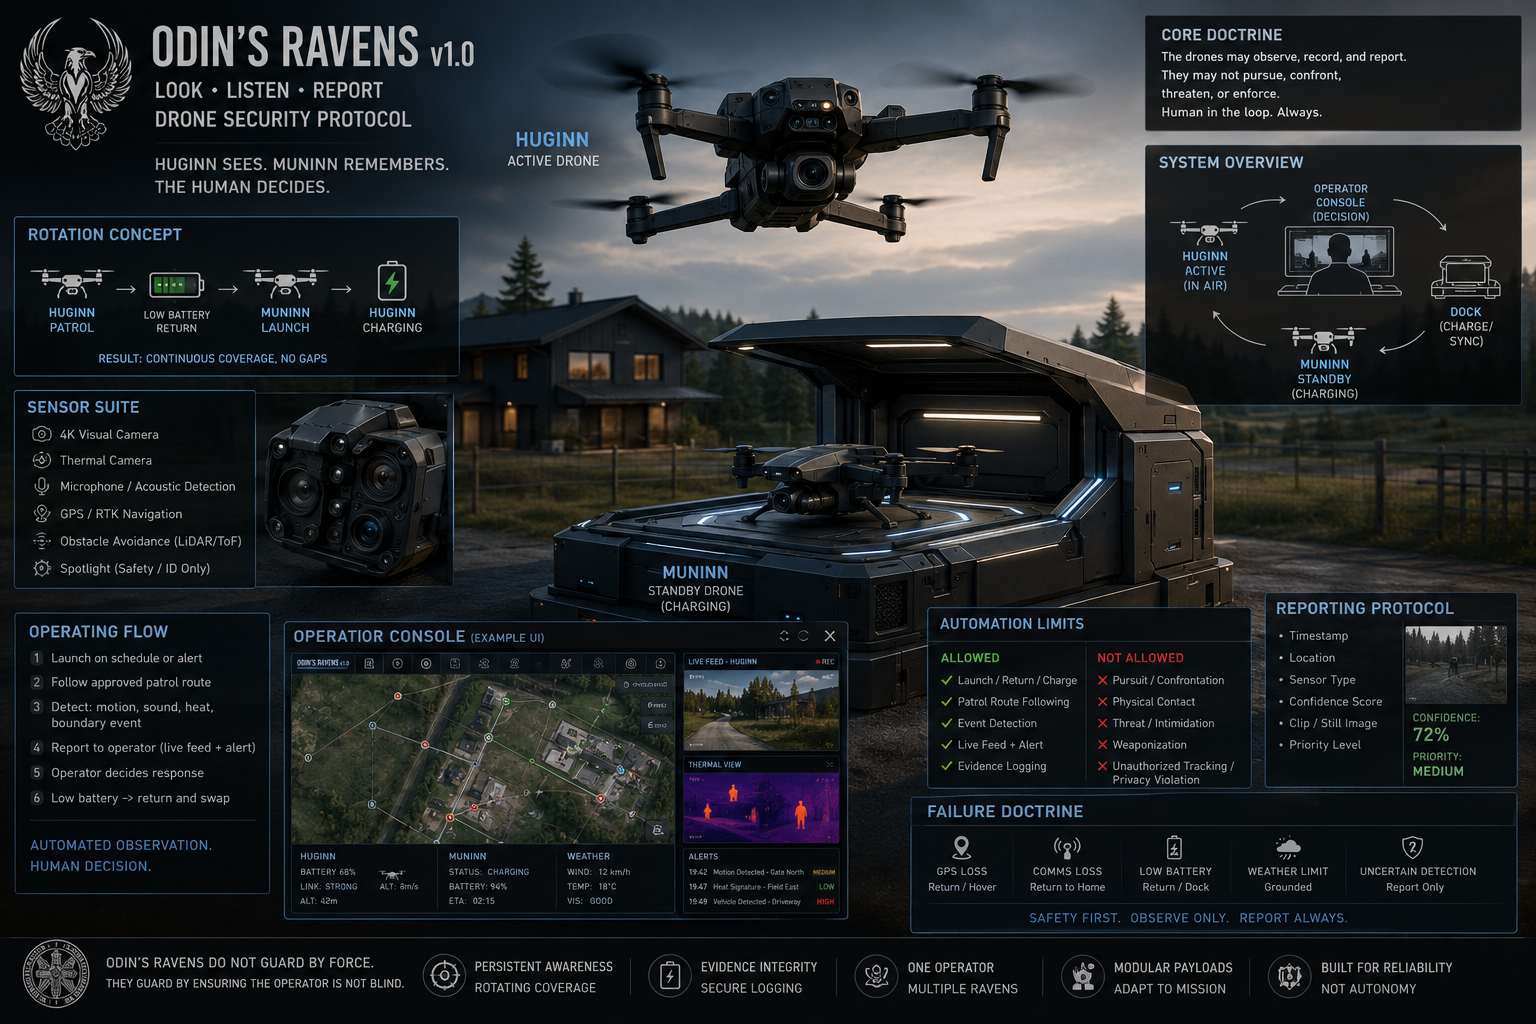 ODIN'S RAVENS v1.0
LOOK • LISTEN • REPORT
DRONE SECURITY PROTOCOL
HUGINN SEES. MUNINN REMEMBERS.
THE HUMAN DECIDES.
HUGINN
ACTIVE DRONE
CORE DOCTRINE
The drones may observe, record, and report.
They may not pursue, confront,
threaten, or enforce.
Human in the loop. Always.
SYSTEM OVERVIEW
OPERATOR
CONSOLE
(DECISION)
HUGINN
ACTIVE
(IN AIR)
DOCK
(CHARGE/
SYNC)
MUNINN
STANDBY
(CHARGING)
ROTATION CONCEPT
HUGINN
PATROL
LOW BATTERY
RETURN
MUNINN
LAUNCH
HUGINN
CHARGING
RESULT: CONTINUOUS COVERAGE, NO GAPS
SENSOR SUITE
4K Visual Camera
Thermal Camera
Microphone / Acoustic Detection
GPS / RTK Navigation
Obstacle Avoidance (LiDAR/ToF)
Spotlight (Safety / ID Only)
MUNINN
STANDBY DRONE
(CHARGING)
OPERATING FLOW
1 Launch on schedule or alert
2 Follow approved patrol route
3 Detect: motion, sound, heat,
boundary event
4 Report to operator (live feed + alert)
5 Operator decides response
6 Low battery -> return and swap
AUTOMATED OBSERVATION.
HUMAN DECISION.
OPERATIOR CONSOLE (EXAMPLE UI)
ODIN'S RAVENS v1.0
LIVE FEED - HUGINN
REC
THERMAL VIEW
HUGINN
BATTERY 68%
LINK: STRONG
ALT: 8m/s
ALT: 42m
MUNINN
STATUS: CHARGING
BATTERY: 94%
ETA: 02:15
WEATHER
WIND: 12 km/h
TEMP: 18°C
VIS: GOOD
ALERTS
19:42 Motion Detected - Gate North MEDIUM
19:47 Heat Signature - Field East LOW
19:49 Vehicle Detected - Driveway HIGH
AUTOMATION LIMITS
ALLOWED
Launch / Return / Charge
Patrol Route Following
Event Detection
Live Feed + Alert
Evidence Logging
NOT ALLOWED
Pursuit / Confrontation
Physical Contact
Threat / Intimidation
Weaponization
Unauthorized Tracking /
Privacy Violation
REPORTING PROTOCOL
• Timestamp
• Location
• Sensor Type
• Confidence Score
• Clip / Still Image
• Priority Level
CONFIDENCE:
72%
PRIORITY:
MEDIUM
FAILURE DOCTRINE
GPS LOSS
Return / Hover
COMMS LOSS
Return to Home
LOW BATTERY
Return / Dock
WEATHER LIMIT
Grounded
UNCERTAIN DETECTION
Report Only
SAFETY FIRST. OBSERVE ONLY. REPORT ALWAYS.
ODIN'S RAVENS DO NOT GUARD BY FORCE.
THEY GUARD BY ENSURING THE OPERATOR IS NOT BLIND.
PERSISTENT AWARENESS
ROTATING COVERAGE
EVIDENCE INTEGRITY
SECURE LOGGING
ONE OPERATOR
MULTIPLE RAVENS
MODULAR PAYLOADS
ADAPT TO MISSION
BUILT FOR RELIABILITY
NOT AUTONOMY